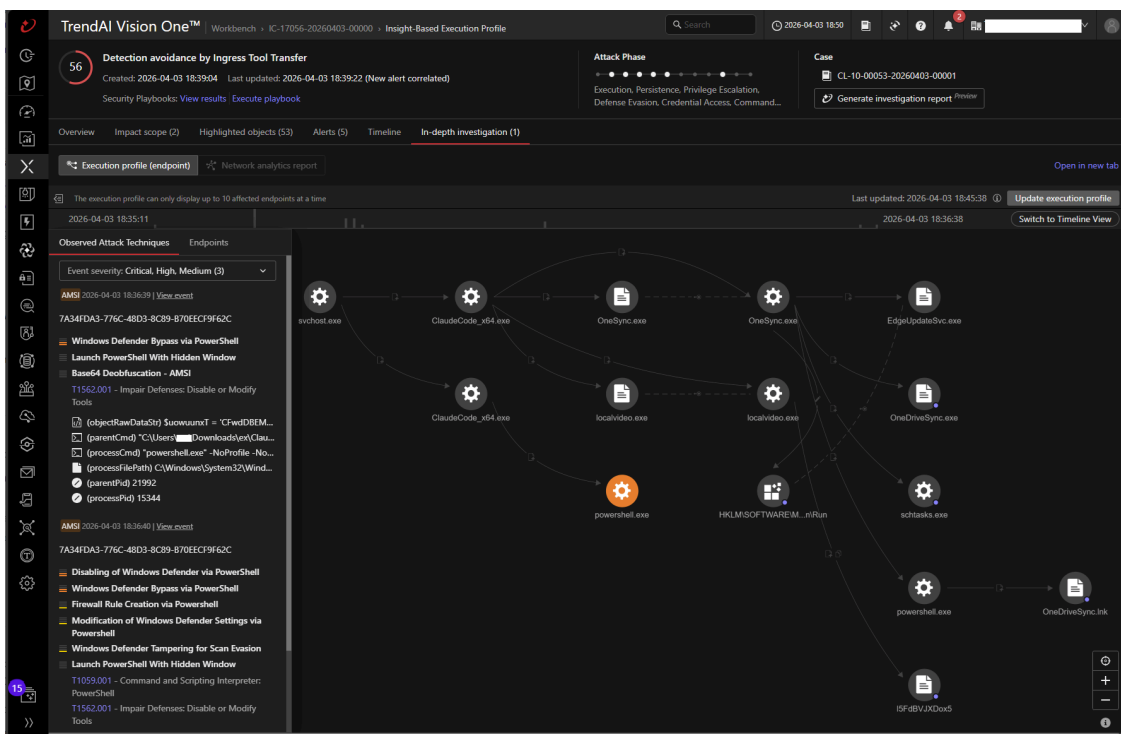 TrendAI Vision One™ | Workbench › IC-17056-20260403-00000 › Insight-Based Execution Profile
Search
2026-04-03 18:50
2
56
Detection avoidance by Ingress Tool Transfer
Created: 2026-04-03 18:39:04 Last updated: 2026-04-03 18:39:22 (New alert correlated)
Security Playbooks: View results Execute playbook
Attack Phase
Execution, Persistence, Privilege Escalation,
Defense Evasion, Credential Access, Command...
Case
CL-10-00053-20260403-00001
Generate investigation report Preview
Overview
Impact scope (2)
Highlighted objects (53)
Alerts (5)
Timeline
In-depth investigation (1)
Execution profile (endpoint)
Network analytics report
Open in new tab
The execution profile can only display up to 10 affected endpoints at a time
Last updated: 2026-04-03 18:45:38
Update execution profile
2026-04-03 18:35:11
2026-04-03 18:36:38
Switch to Timeline View
Observed Attack Techniques
Endpoints
Event severity: Critical, High, Medium (3)
AMSI 2026-04-03 18:36:39 | View event
7A34FDA3-776C-48D3-8C89-B70EECF9F62C
Windows Defender Bypass via PowerShell
Launch PowerShell With Hidden Window
Base64 Deobfuscation - AMSI
T1562.001 - Impair Defenses: Disable or Modify
Tools
(objectRawDataStr) $uowuunxT = 'CFwdDBEM...
(parentCmd) "C:\Users\ Downloads\ex\Clau...
(processCmd) "powershell.exe" -NoProfile -No...
(processFilePath) C:\Windows\System32\Wind...
(parentPid) 21992
(processPid) 15344
AMSI 2026-04-03 18:36:40 | View event
7A34FDA3-776C-48D3-8C89-B70EECF9F62C
Disabling of Windows Defender via PowerShell
Windows Defender Bypass via PowerShell
Firewall Rule Creation via Powershell
Modification of Windows Defender Settings via
Powershell
Windows Defender Tampering for Scan Evasion
Launch PowerShell With Hidden Window
T1059.001 - Command and Scripting Interpreter:
PowerShell
T1562.001 - Impair Defenses: Disable or Modify
Tools
15
svchost.exe
ClaudeCode_x64.exe
OneSync.exe
OneSync.exe
EdgeUpdateSvc.exe
ClaudeCode_x64.exe
localvideo.exe
localvideo.exe
OneDriveSync.exe
powershell.exe
HKLM\SOFTWARE\M...n\Run
schtasks.exe
powershell.exe
OneDriveSync.lnk
I5FdBVJXDox5